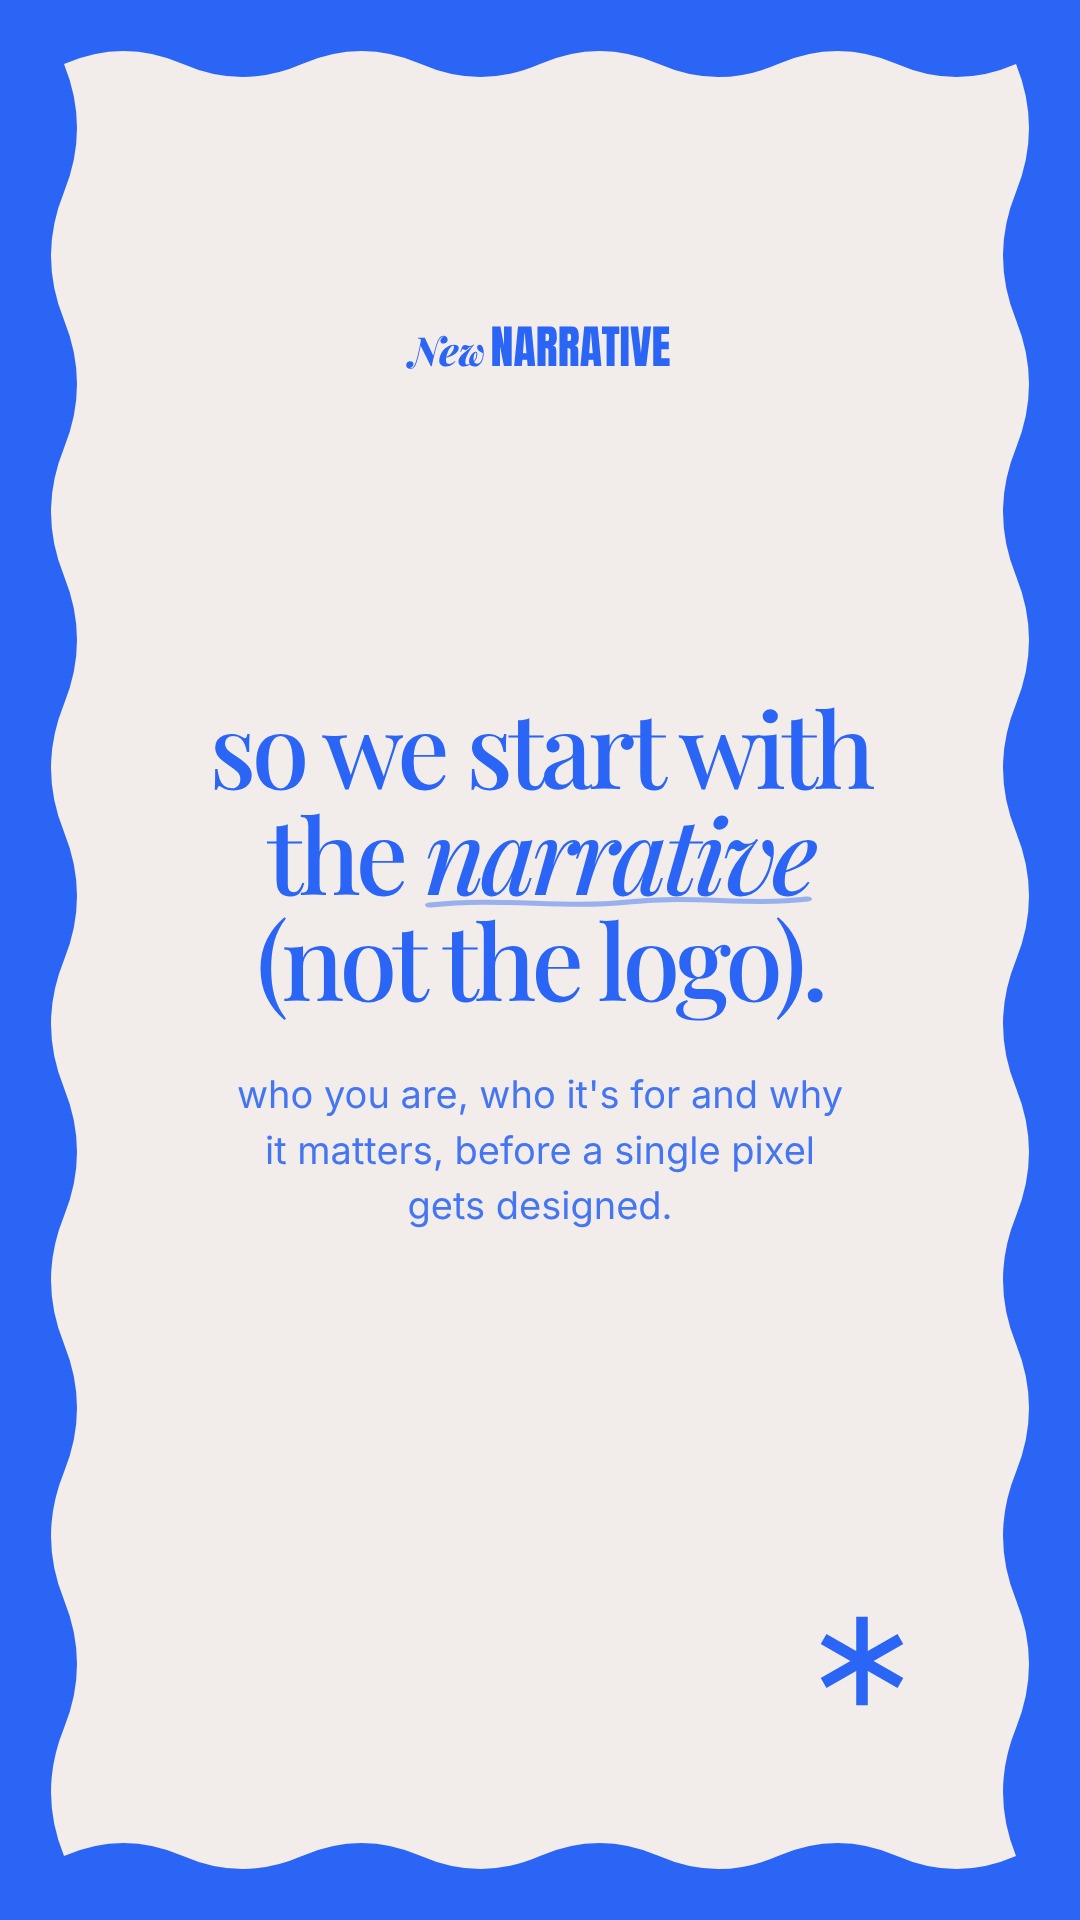 New NARRATIVE
so we start with
the narrative
(not the logo).
who you are, who it's for and why
it matters, before a single pixel
gets designed.
*